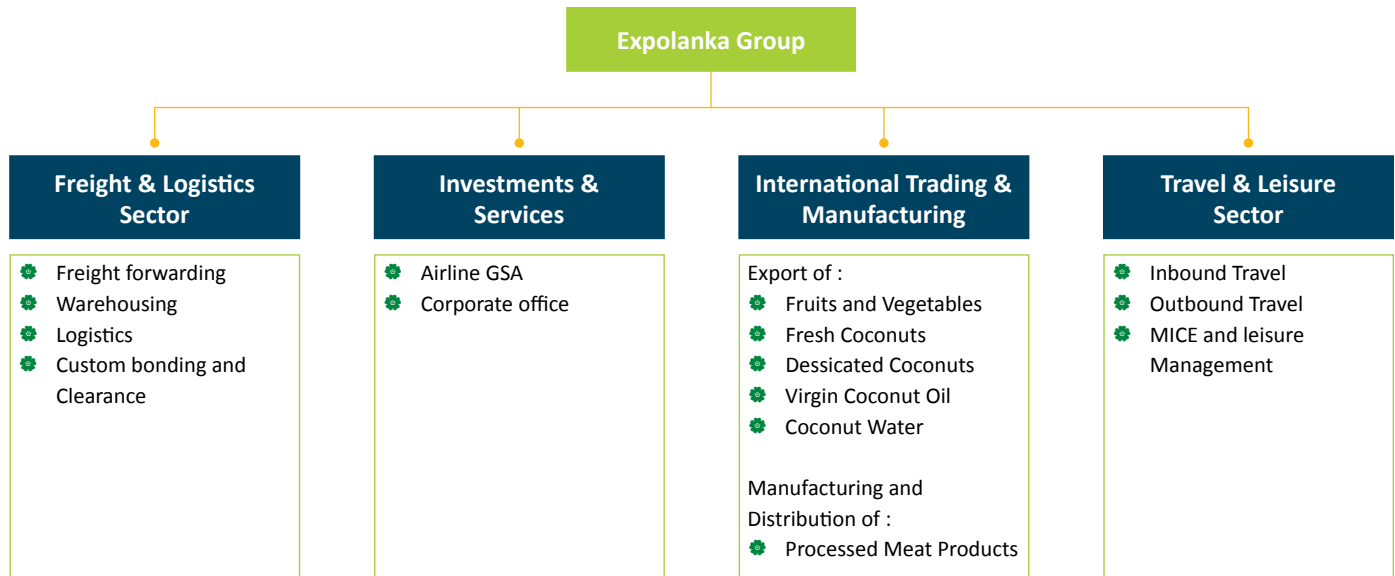 Expolanka Group
Freight & Logistics
Sector
Freight forwarding
Warehousing
Logistics
Custom bonding and
Clearance
Investments &
Services
Airline GSA
Corporate office
International Trading &
Manufacturing
Export of :
Fruits and Vegetables
Fresh Coconuts
Dessicated Coconuts
Virgin Coconut Oil
Coconut Water
Manufacturing and
Distribution of :
Processed Meat Products
Travel & Leisure
Sector
Inbound Travel
Outbound Travel
MICE and leisure
Management